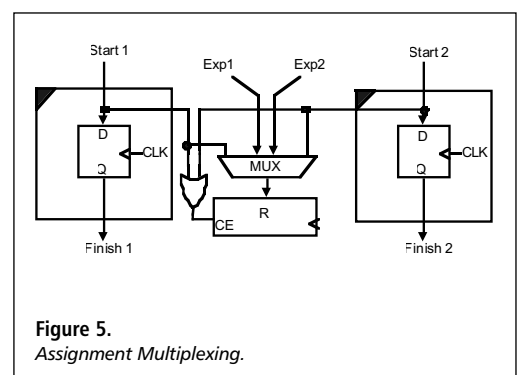 Start 1
Exp1
Exp2
Start 2
D
CLK
Q
MUX
R
CE
D
CLK
Q
Finish 1
Finish 2
Figure 5.
Assignment Multiplexing.